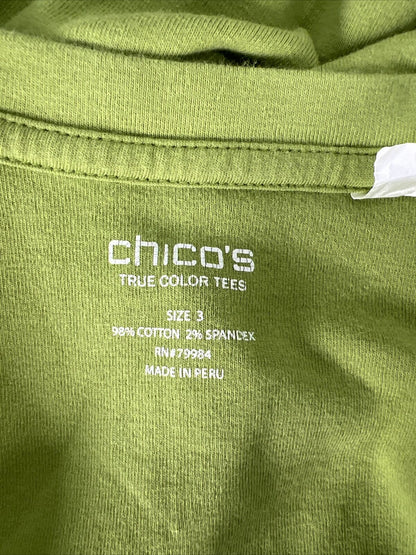 chico's
TRUE COLOR TEES
SIZE 3
98% COTTON 2% SPANDEX
RN#79984
MADE IN PERU